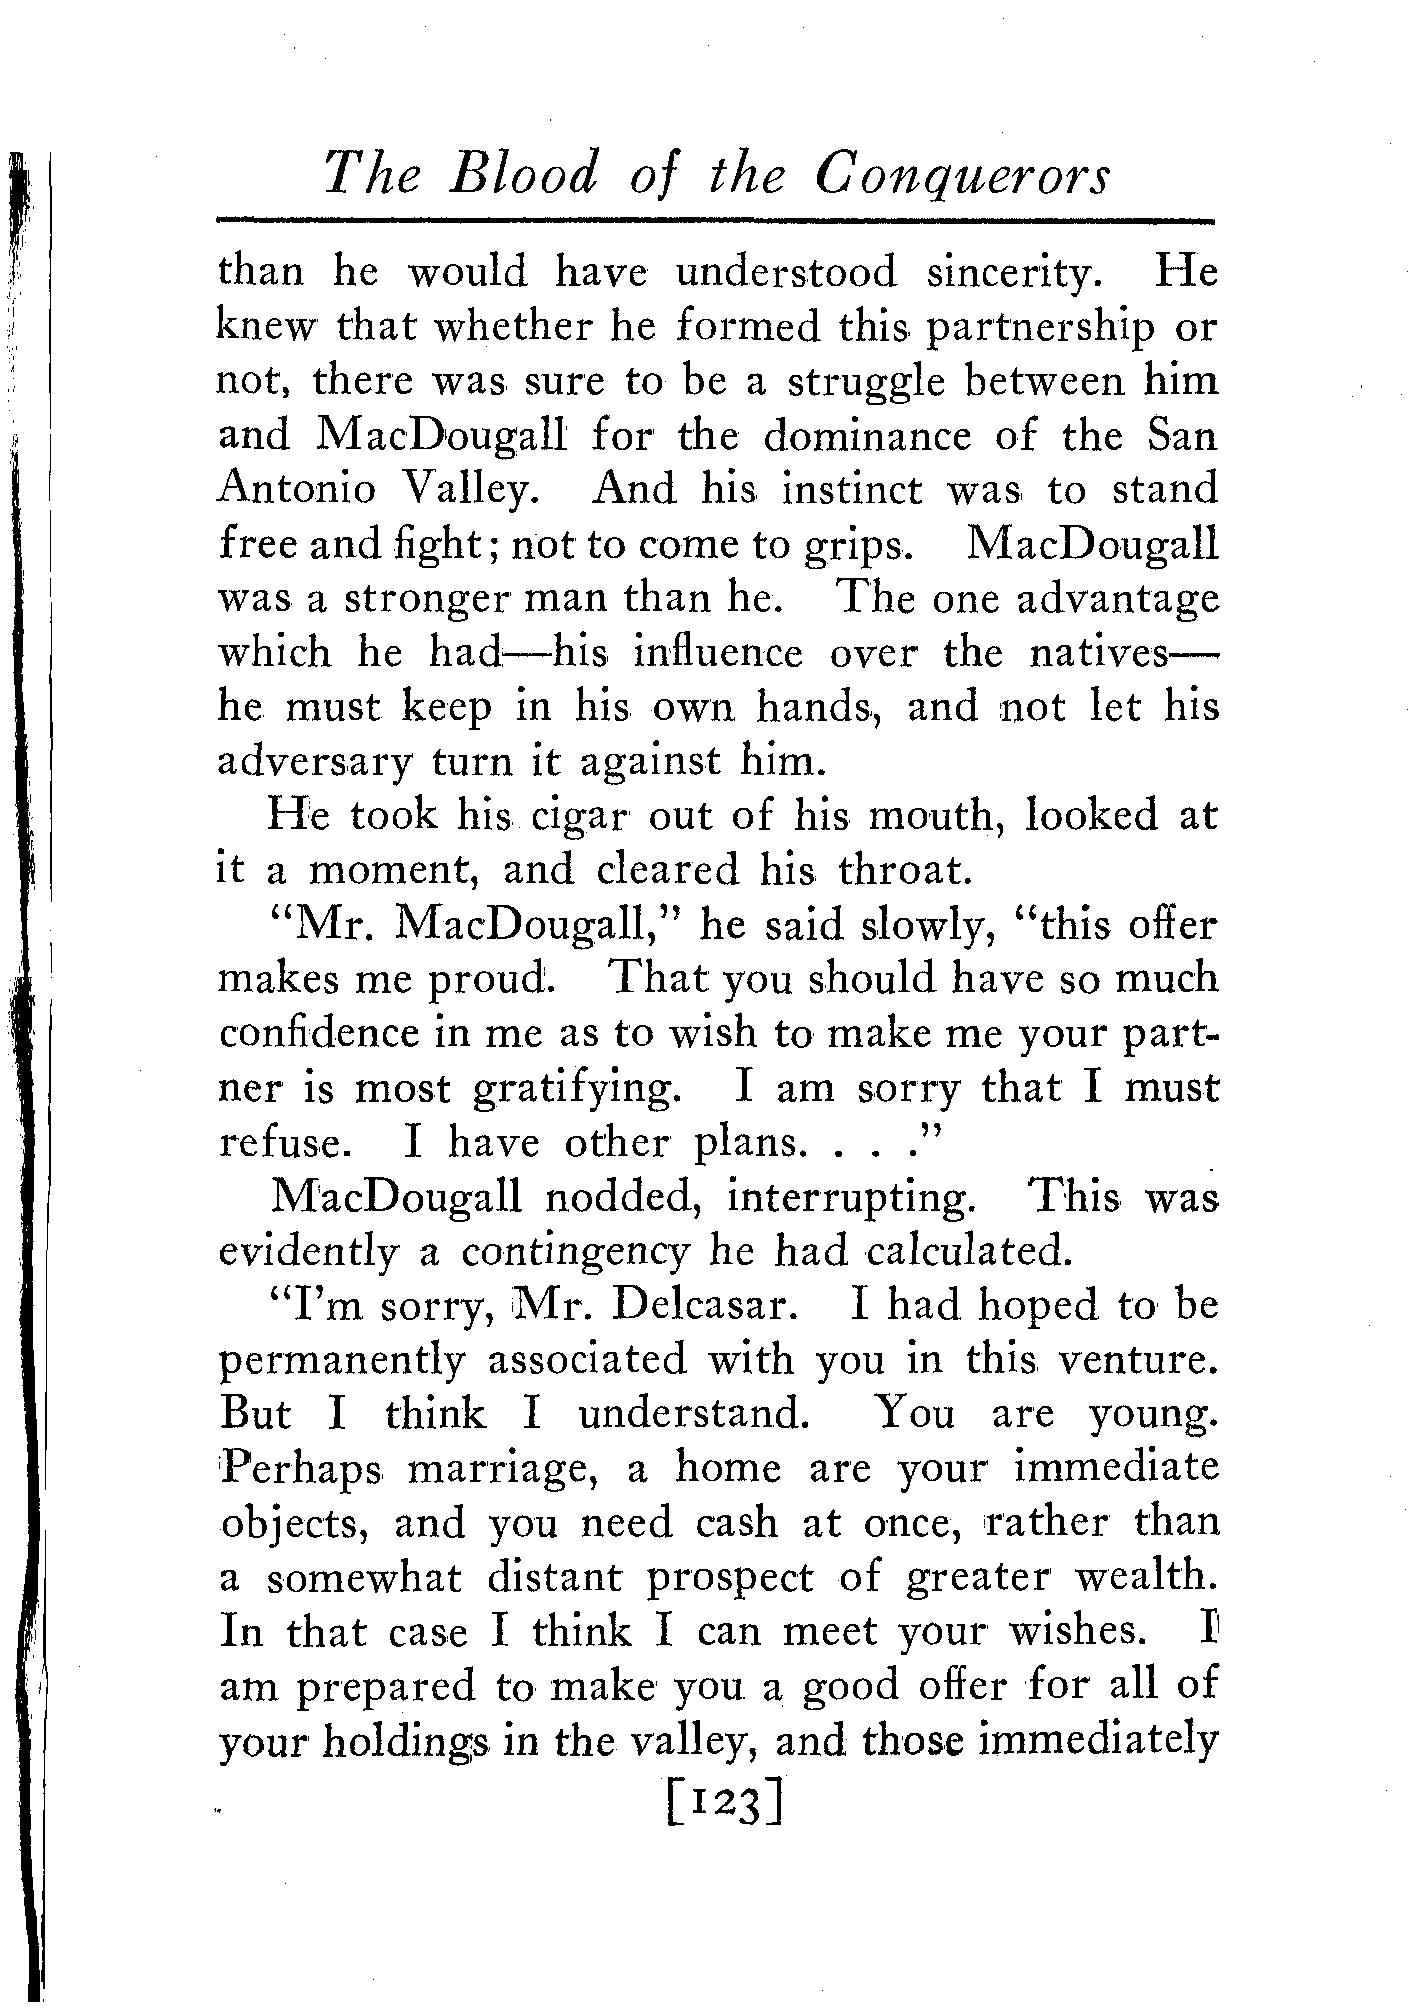 The Blood of the Conquerors
than he would have understood sincerity. He
knew that whether he formed this partnership or
not, there was sure to be a struggle between him
and MacDougall for the dominance of the San
Antonio Valley. And his instinct was to stand
free and fight; not to come to grips. MacDougall
was a stronger man than he. The one advantage
which he had—his influence over the natives—
he must keep in his own hands, and not let his
adversary turn it against him.
He took his cigar out of his mouth, looked at
it a moment, and cleared his throat.
“Mr. MacDougall,” he said slowly, “this offer
makes me proud. That you should have so much
confidence in me as to wish to make me your part-
ner is most gratifying. I am sorry that I must
refuse. I have other plans. . . .”
MacDougall nodded, interrupting. This was
evidently a contingency he had calculated.
“I’m sorry, Mr. Delcasar. I had hoped to be
permanently associated with you in this venture.
But I think I understand. You are young.
Perhaps marriage, a home are your immediate
objects, and you need cash at once, rather than
a somewhat distant prospect of greater wealth.
In that case I think I can meet your wishes. I
am prepared to make you a good offer for all of
your holdings in the valley, and those immediately
[123]